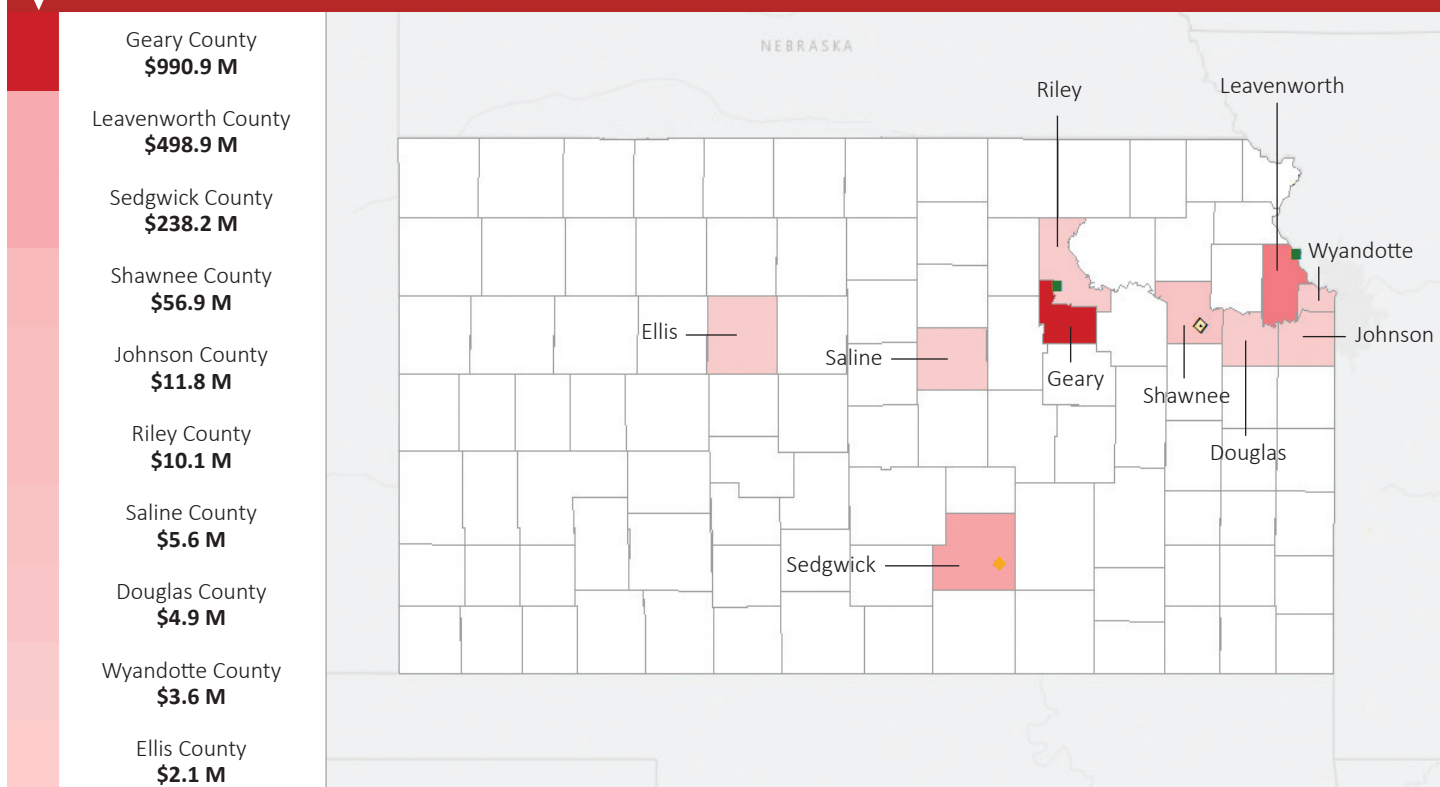 Geary County
$990.9 M
Leavenworth County
$498.9 M
Sedgwick County
$238.2 M
Shawnee County
$56.9 M
Johnson County
$11.8 M
Riley County
$10.1 M
Saline County
$5.6 M
Douglas County
$4.9 M
Wyandotte County
$3.6 M
Ellis County
$2.1 M
NEBRASKA
Riley
Leavenworth
Wyandotte
Ellis
Saline
Johnson
Geary
Shawnee
Douglas
Sedgwick